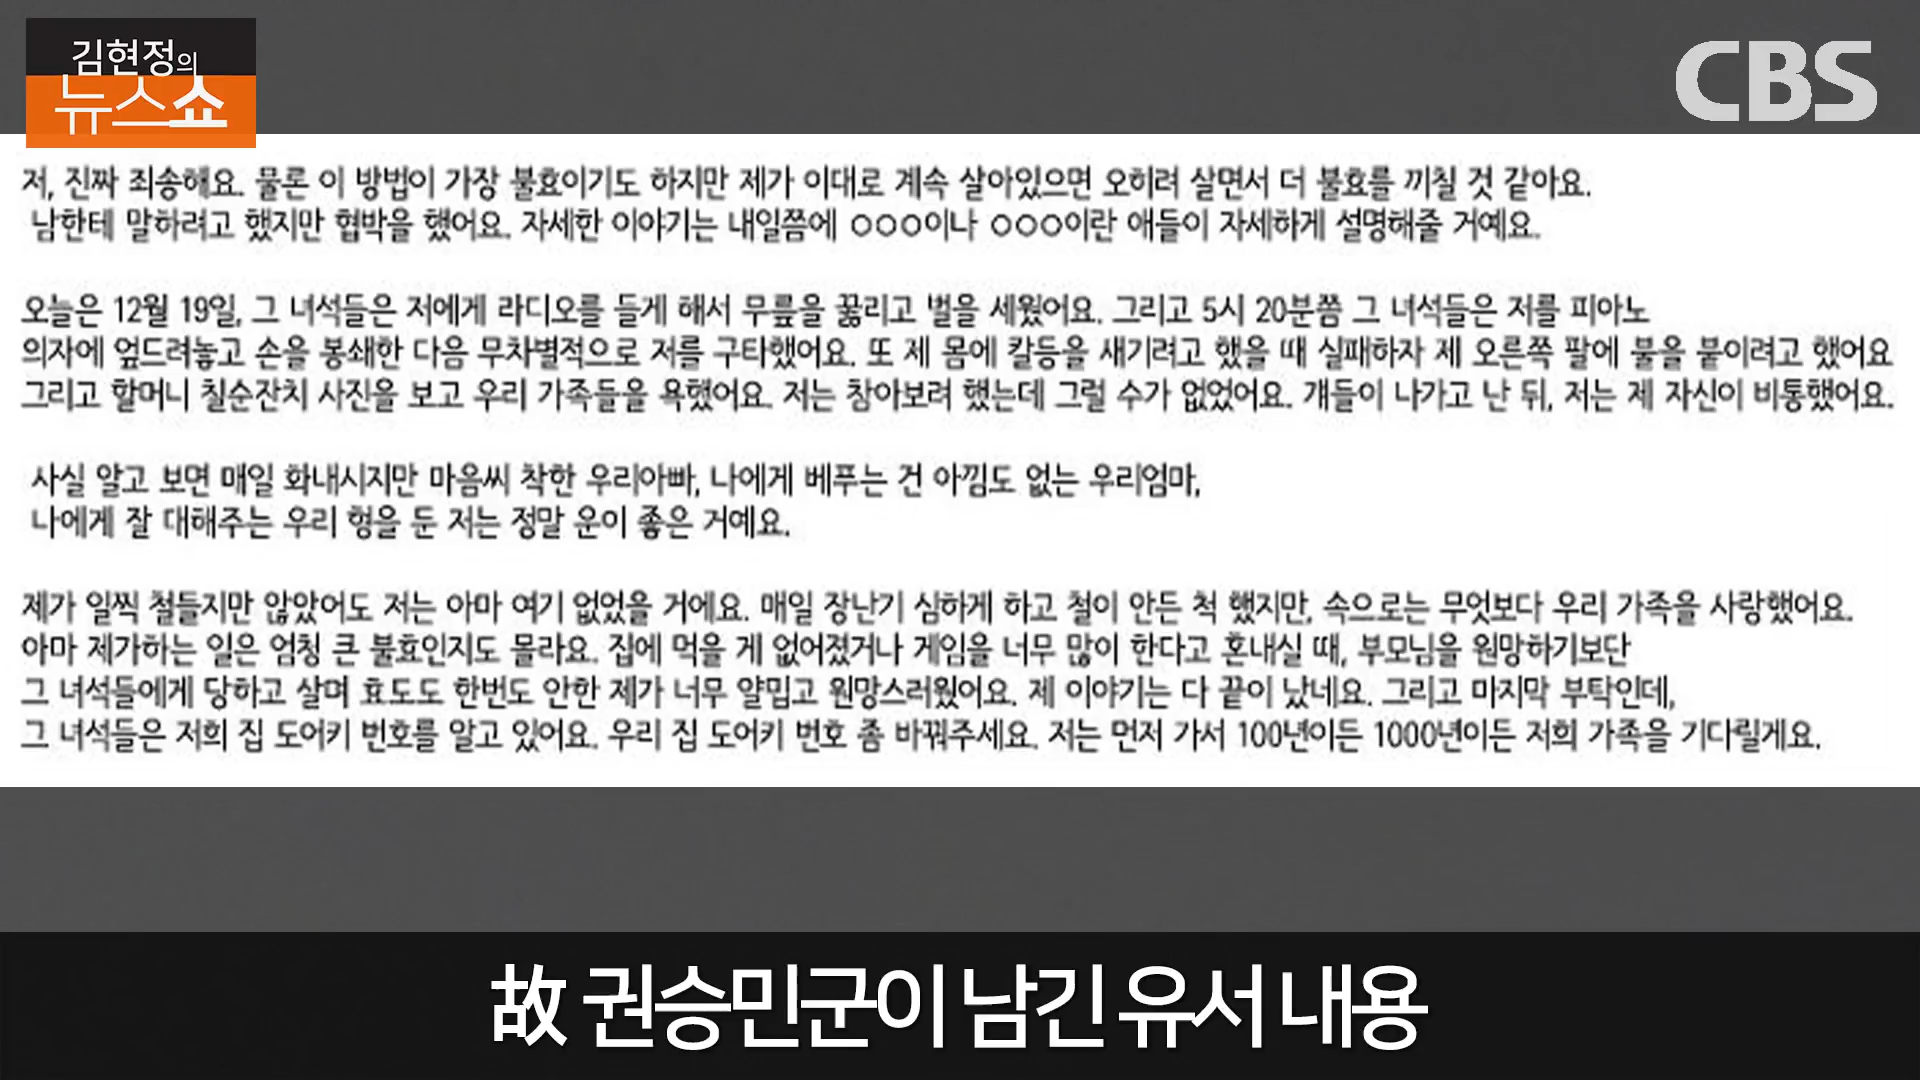 김현정의
뉴스쇼
CBS
저, 진짜 죄송해요. 물론 이 방법이 가장 불효이기도 하지만 제가 이대로 계속 살아있으면 오히려 살면서 더 불효를 끼칠 것 같아요.
남한테 말하려고 했지만 협박을 했어요. 자세한 이야기는 내일쯤에 ○○○이나 ○○○이란 애들이 자세하게 설명해줄 거예요.
오늘은 12월 19일, 그 녀석들은 저에게 라디오를 들게 해서 무릎을 꿇리고 벌을 세웠어요. 그리고 5시 20분쯤 그 녀석들은 저를 피아노
의자에 엎드려놓고 손을 봉쇄한 다음 무차별적으로 저를 구타했어요. 또 제 몸에 칼등을 새기려고 했을 때 실패하자 제 오른쪽 팔에 불을 붙이려고 했어요
그리고 할머니 칠순잔치 사진을 보고 우리 가족들을 욕했어요. 저는 참아보려 했는데 그럴 수가 없었어요. 걔들이 나가고 난 뒤, 저는 제 자신이 비통했어요.
사실 알고 보면 매일 화내시지만 마음씨 착한 우리아빠, 나에게 베푸는 건 아낌도 없는 우리엄마,
나에게 잘 대해주는 우리 형을 둔 저는 정말 운이 좋은 거예요.
제가 일찍 철들지만 않았어도 저는 아마 여기 없었을 거에요. 매일 장난기 심하게 하고 철이 안든 척 했지만, 속으로는 무엇보다 우리 가족을 사랑했어요.
아마 제가하는 일은 엄청 큰 불효인지도 몰라요. 집에 먹을 게 없어졌거나 게임을 너무 많이 한다고 혼내실 때, 부모님을 원망하기보단
그 녀석들에게 당하고 살며 효도도 한번도 안한 제가 너무 얄밉고 원망스러웠어요. 제 이야기는 다 끝이 났네요. 그리고 마지막 부탁인데,
그 녀석들은 저희 집 도어키 번호를 알고 있어요. 우리 집 도어키 번호 좀 바꿔주세요. 저는 먼저 가서 100년이든 1000년이든 저희 가족을 기다릴게요.
故 권승민군이 남긴 유서 내용